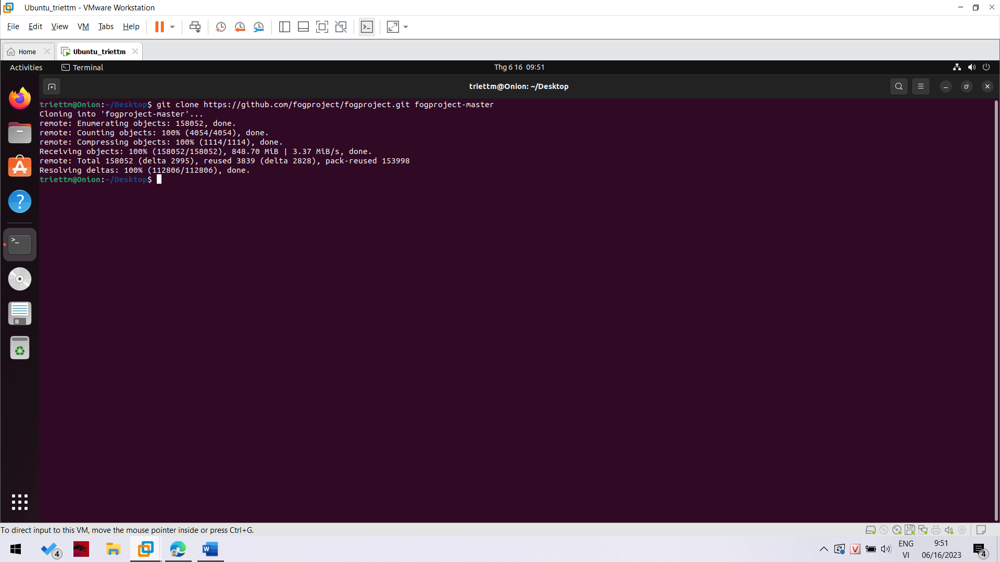 Ubuntu_triettm - VMware Workstation
File Edit View VM Tabs Help
Home Ubuntu_triettm
Activities Terminal Thg 6 16 09:51
triettm@Onion: ~/Desktop
triettm@Onion:~/Desktop$ git clone https://github.com/fogproject/fogproject.git fogproject-master
Cloning into 'fogproject-master'...
remote: Enumerating objects: 158052, done.
remote: Counting objects: 100% (4054/4054), done.
remote: Compressing objects: 100% (1114/1114), done.
Receiving objects: 100% (158052/158052), 848.70 MiB | 3.37 MiB/s, done.
remote: Total 158052 (delta 2995), reused 3839 (delta 2828), pack-reused 153998
Resolving deltas: 100% (112806/112806), done.
triettm@Onion:~/Desktop$
To direct input to this VM, move the mouse pointer inside or press Ctrl+G.
4 W V ENG 9:51 4
VI 06/16/2023